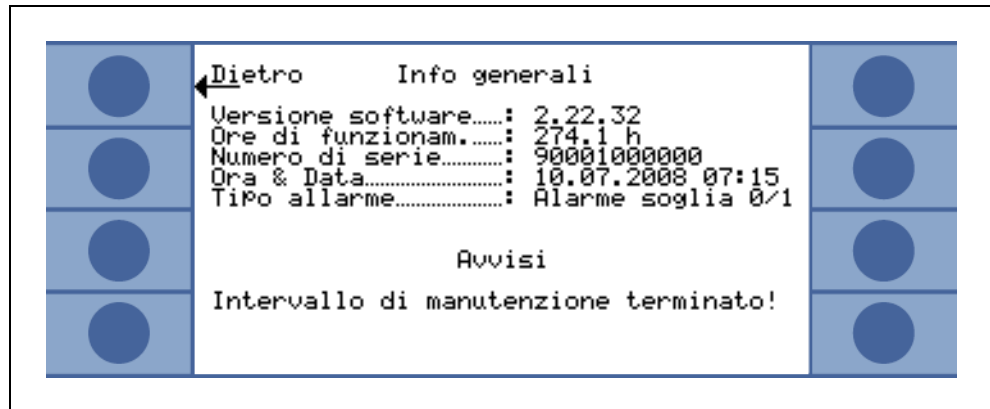 Dietro Info generali
Versione software.....: 2.22.32
Ore di funzionam......: 274.1 h
Numero di serie..........: 90001000000
Ora & Data......................: 10.07.2008 07:15
Tipo allarme..................: Alarme soglia 0/1
Avvisi
Intervallo di manutenzione terminato!